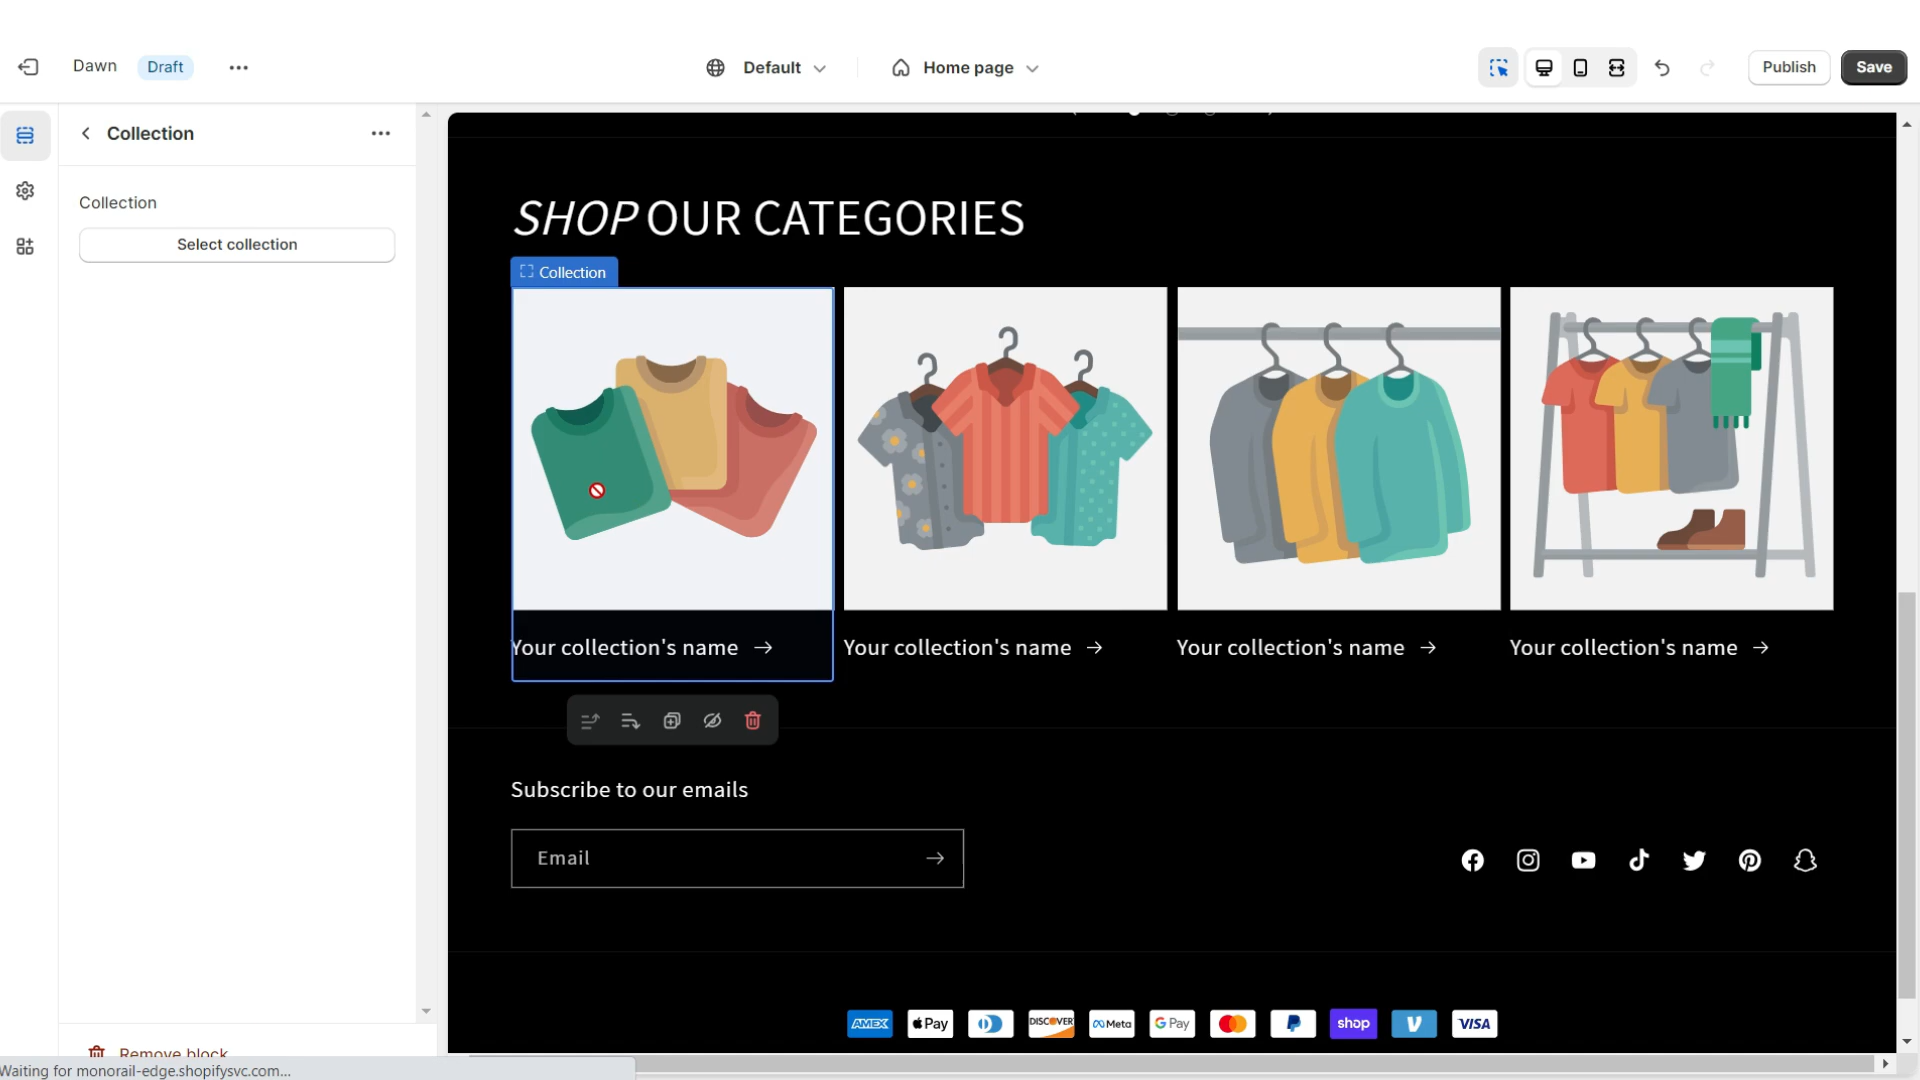 Dawn
Draft
Default
Home page
Publish
Save
Collection
Collection
Select collection
SHOP OUR CATEGORIES
Collection
Your collection's name
Your collection's name
Your collection's name
Your collection's name
Subscribe to our emails
Email
AMEX
Pay
DISCOVER
Meta
G Pay
shop
VISA
Remove block
Waiting for monorail-edge.shopifysvc.com...